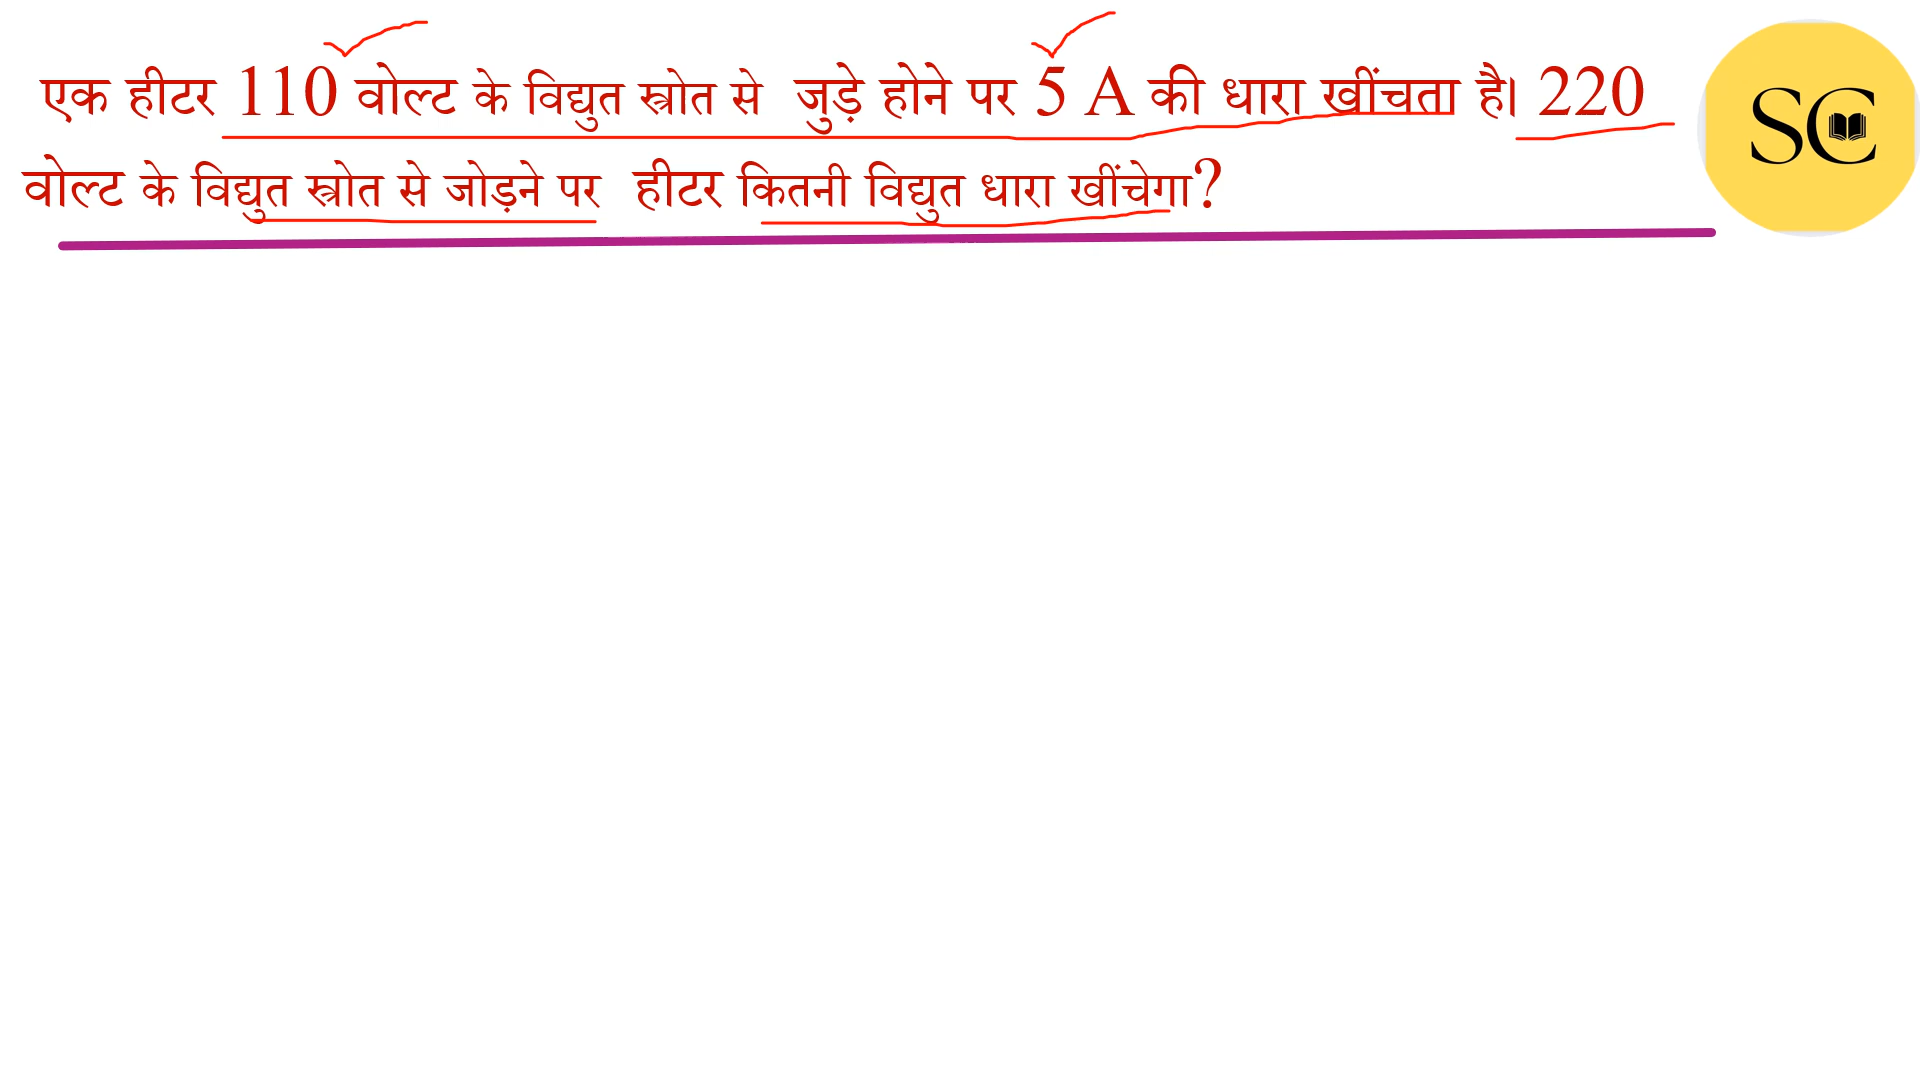 एक हीटर 110 वोल्ट के विद्युत स्त्रोत से जुड़े होने पर 5 A की धारा खींचता है। 220
वोल्ट के विद्युत स्त्रोत से जोड़ने पर हीटर कितनी विद्युत धारा खींचेगा?
SC